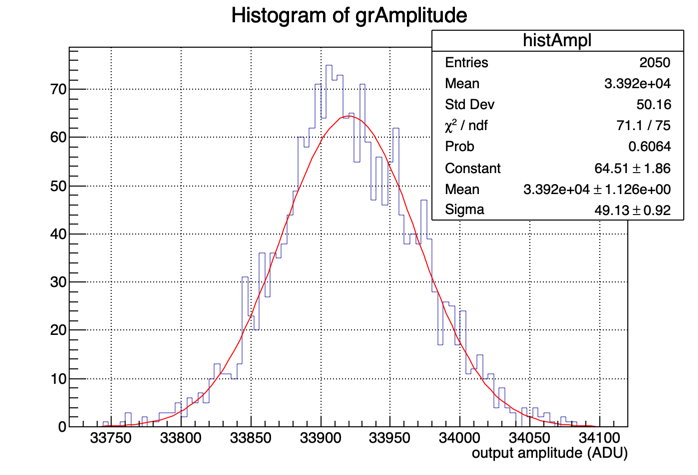 Histogram of grAmplitude
histAmpl
Entries 2050
Mean 3.392e+04
Std Dev 50.16
χ² / ndf 71.1 / 75
Prob 0.6064
Constant 64.51 ± 1.86
Mean 3.392e+04 ± 1.126e+00
Sigma 49.13 ± 0.92
70
60
50
40
30
20
10
0
33750 33800 33850 33900 33950 34000 34050 34100
output amplitude (ADU)